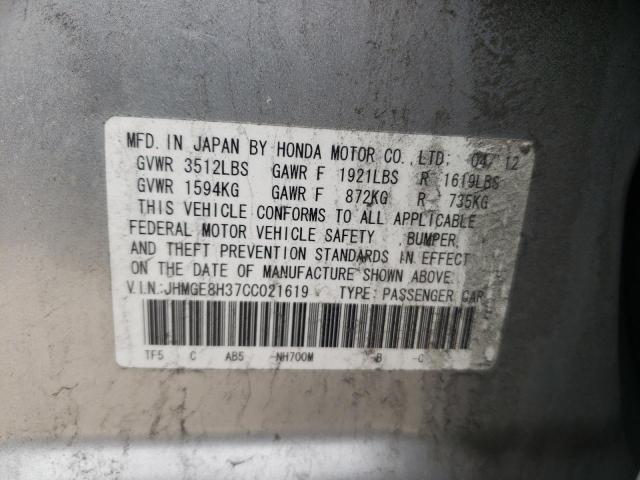 MFD. IN JAPAN BY HONDA MOTOR CO., LTD; 04/12
GVWR 3512LBS GAWR F 1921LBS R 1619LBS
GVWR 1594KG GAWR F 872KG R 735KG
THIS VEHICLE CONFORMS TO ALL APPLICABLE
FEDERAL MOTOR VEHICLE SAFETY, BUMPER,
AND THEFT PREVENTION STANDARDS IN EFFECT
ON THE DATE OF MANUFACTURE SHOWN ABOVE.
V.I.N.:JHMGE8H37CC021619 TYPE: PASSENGER CAR
TF5 C AB5 -NH700M B -C